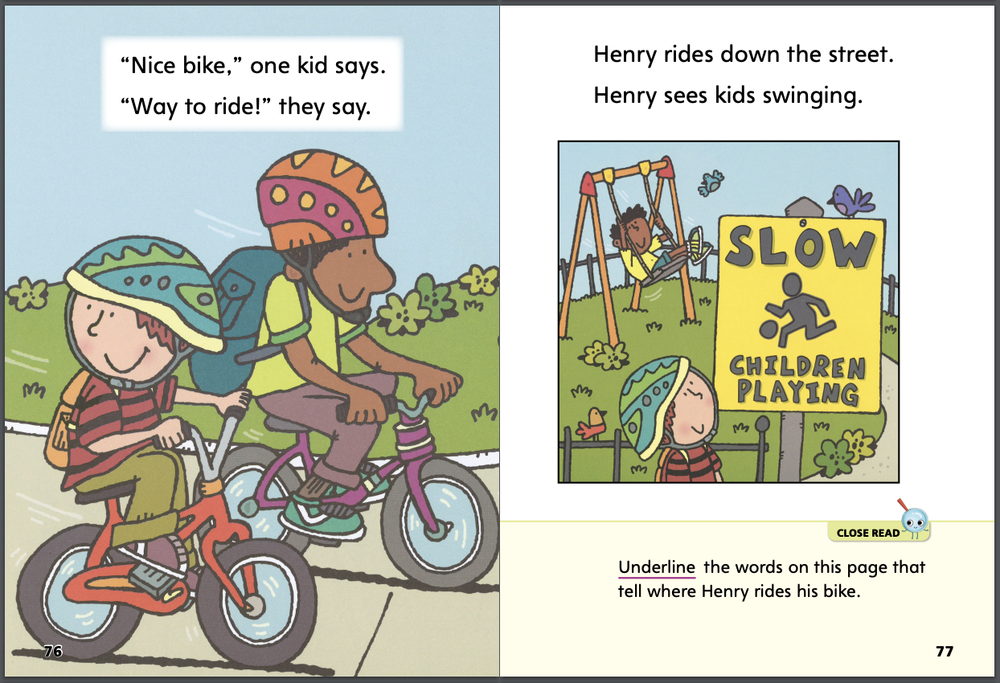 “Nice bike,” one kid says.
“Way to ride!” they say.
76
Henry rides down the street.
Henry sees kids swinging.
SLOW
CHILDREN
PLAYING
CLOSE READ
Underline the words on this page that
tell where Henry rides his bike.
77